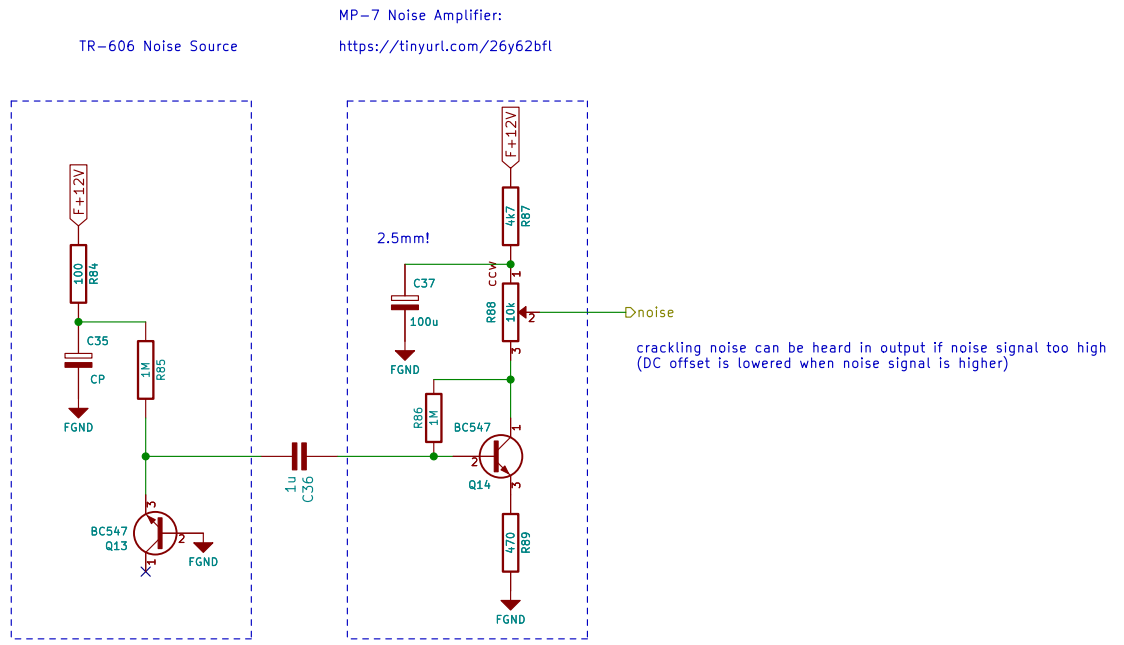 MP-7 Noise Amplifier:
TR-606 Noise Source
https://tinyurl.com/26y62bfl
F+12V
4k7
R87
F+12V
2.5mm!
100
R84
CCW
1
C37
R88
10k
2
noise
100u
C35
CP
1M
R85
3
crackling noise can be heard in output if noise signal too high
(DC offset is lowered when noise signal is higher)
FGND
FGND
R86
1M
BC547
1
2
Q14
3
1u
C36
3
BC547
Q13
2
1
FGND
470
R89
FGND